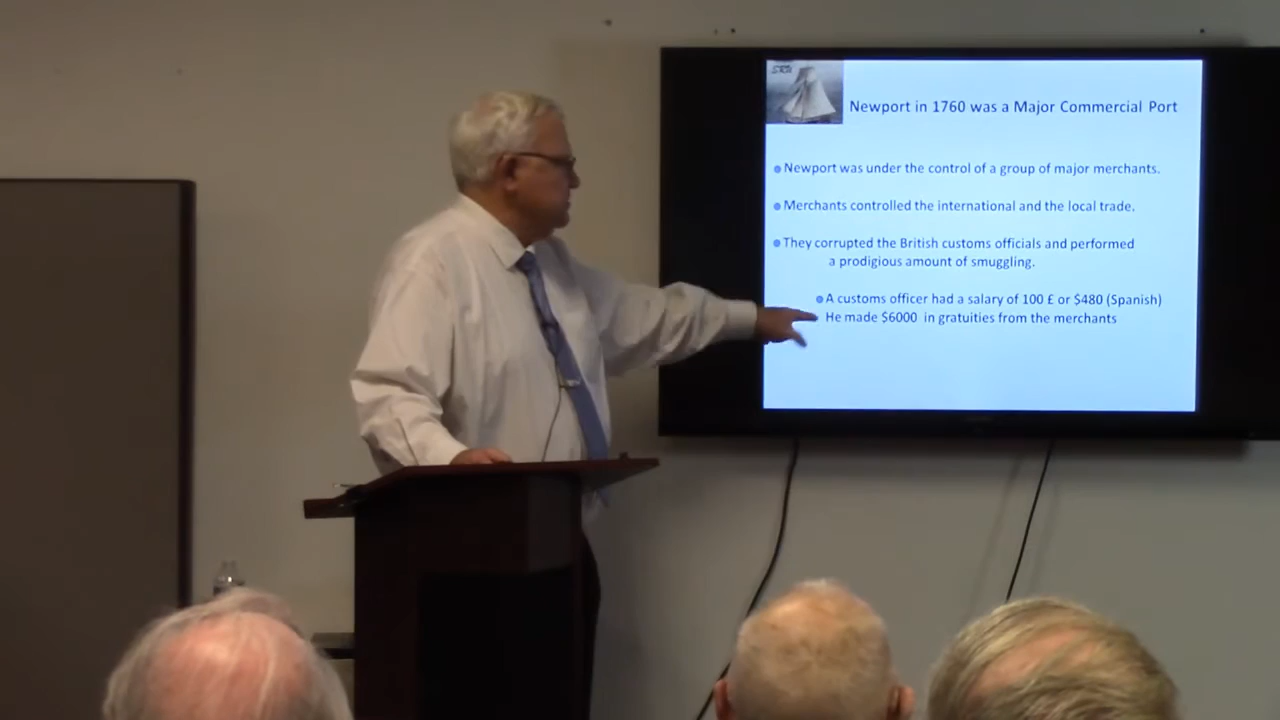 Newport in 1760 was a Major Commercial Port
Newport was under the control of a group of major merchants.
Merchants controlled the international and the local trade.
They corrupted the British customs officials and performed
a prodigious amount of smuggling.
A customs officer had a salary of 100 £ or $480 (Spanish)
He made $6000 in gratuities from the merchants